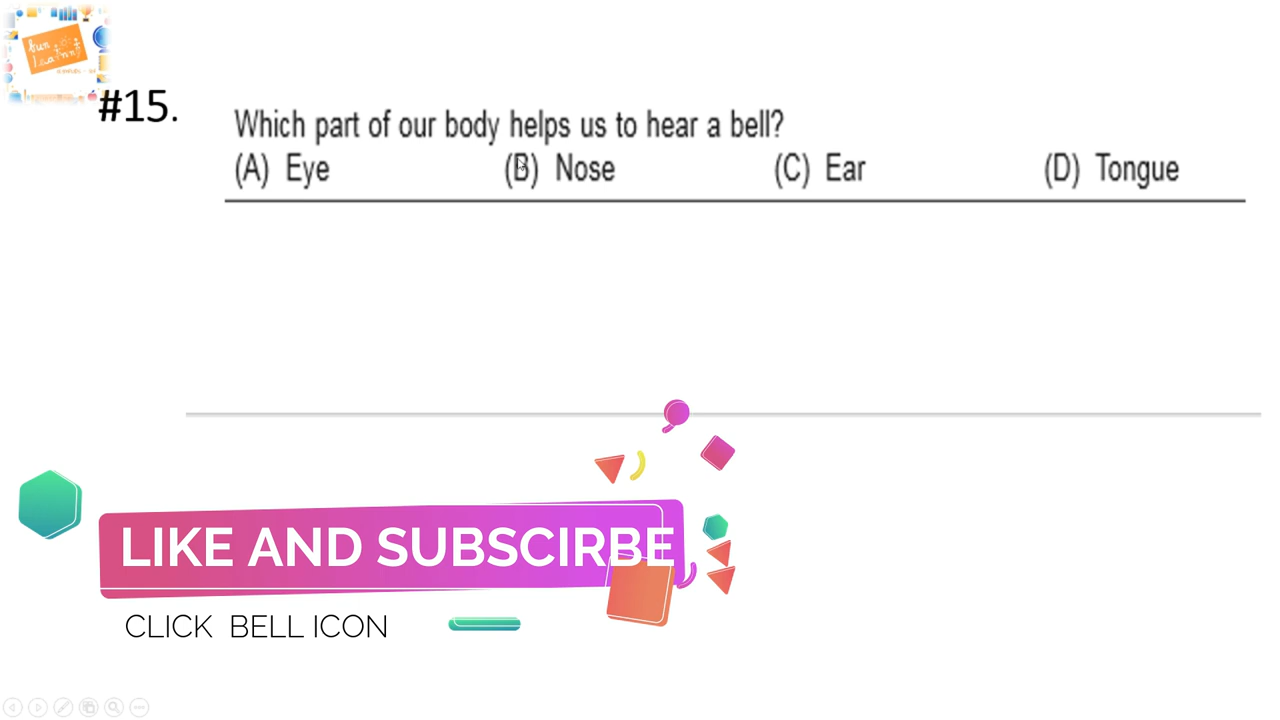 #15.
Which part of our body helps us to hear a bell?
(A) Eye (B) Nose (C) Ear (D) Tongue
LIKE AND SUBSCIRBE
CLICK BELL ICON